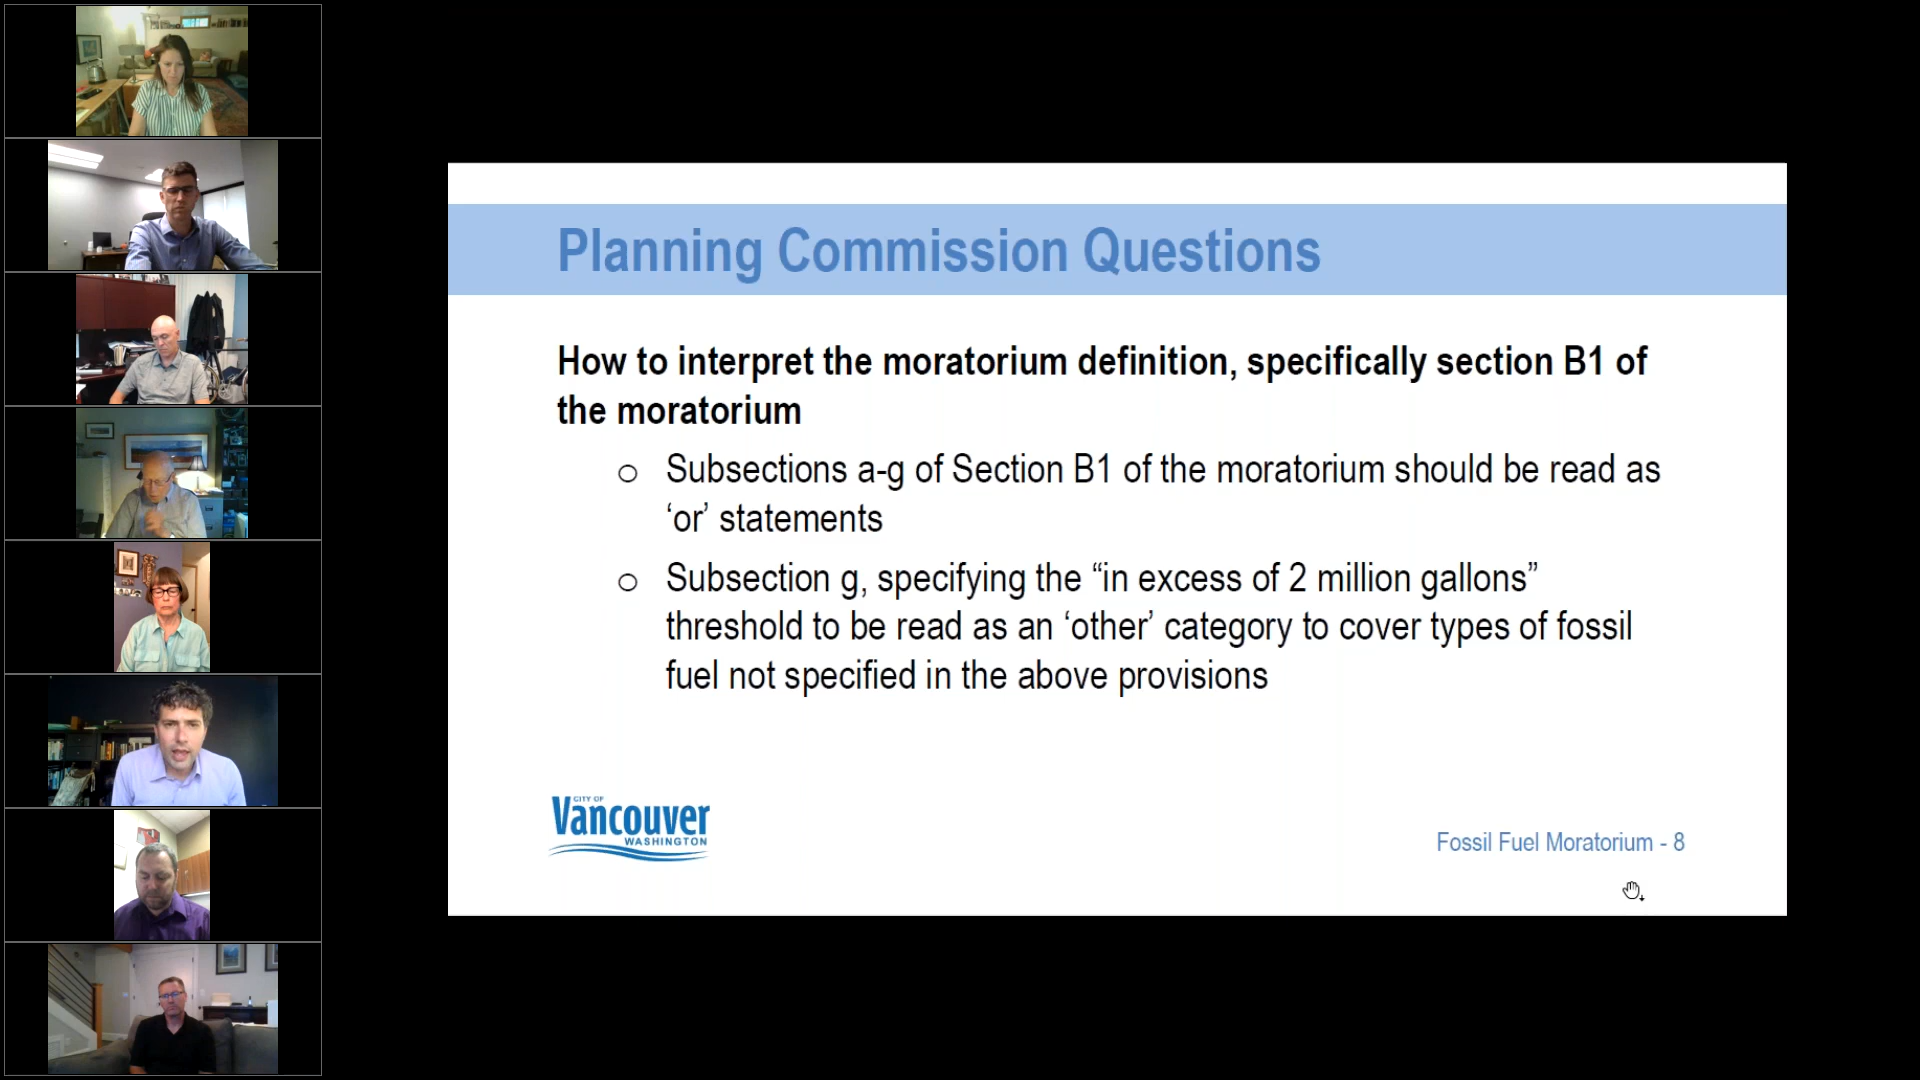 Planning Commission Questions
How to interpret the moratorium definition, specifically section B1 of
the moratorium
o Subsections a-g of Section B1 of the moratorium should be read as
‘or’ statements
o Subsection g, specifying the “in excess of 2 million gallons”
threshold to be read as an ‘other’ category to cover types of fossil
fuel not specified in the above provisions
CITY OF
Vancouver
WASHINGTON
Fossil Fuel Moratorium - 8